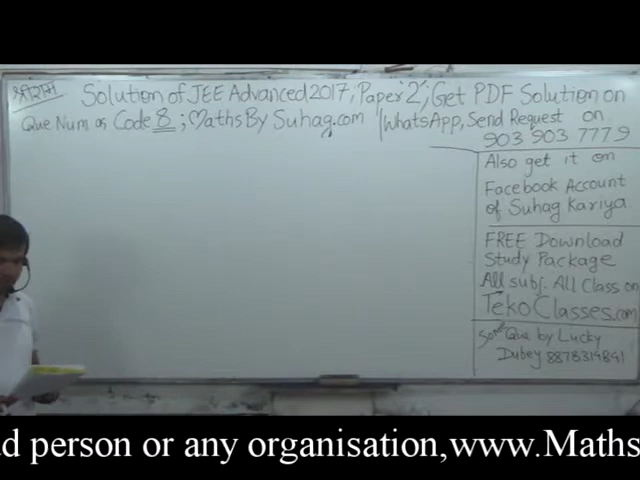 श्रीराम
Solution of JEE Advanced 2017, Paper '2', Get PDF Solution on
Que Num as Code 8 ; MathsBySuhag.com
WhatsApp, Send Request on
903 903 7779
Also get it on
Facebook Account
of Suhag Kariya
FREE Download
Study Package
All subj. All Class on
TekoClasses.com
Que by Lucky
Dubey 8878319891
d person or any organisation,www.Maths